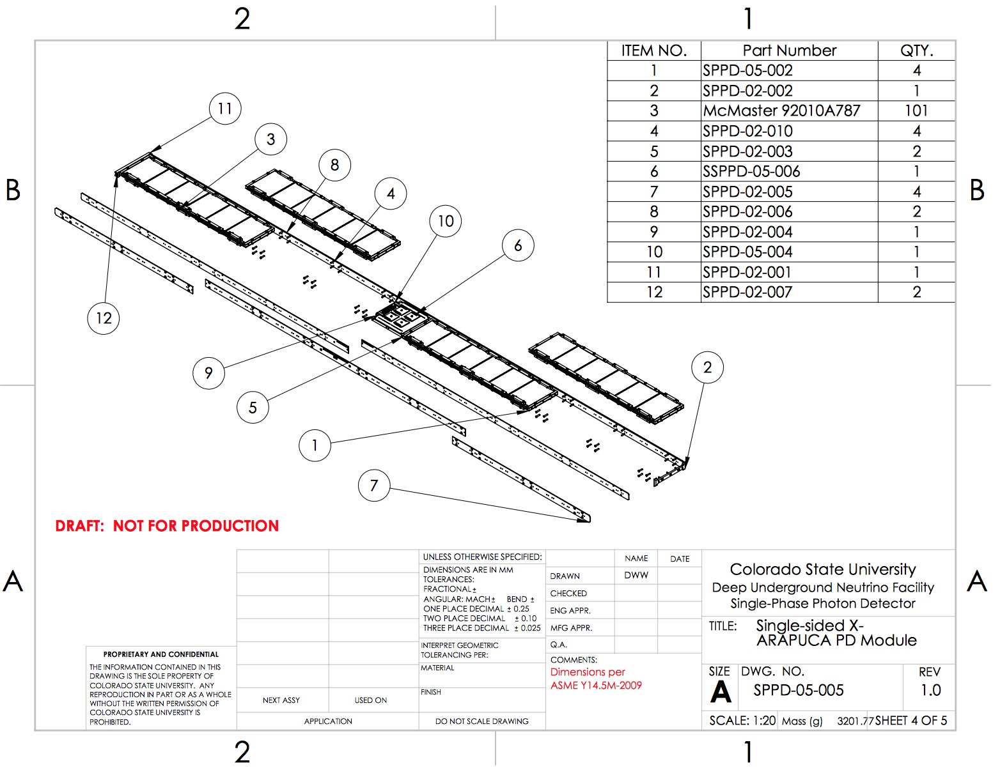 2 1
ITEM NO. Part Number QTY.
1 SPPD-05-002 4
2 SPPD-02-002 1
3 McMaster 92010A787 101
4 SPPD-02-010 4
5 SPPD-02-003 2
6 SSPPD-05-006 1
7 SPPD-02-005 4
8 SPPD-02-006 2
9 SPPD-02-004 1
10 SPPD-05-004 1
11 SPPD-02-001 1
12 SPPD-02-007 2
11
3
8
B B
4
10
6
12
9
2
5
1
7
DRAFT: NOT FOR PRODUCTION
A A
PROPRIETARY AND CONFIDENTIAL
THE INFORMATION CONTAINED IN THIS
DRAWING IS THE SOLE PROPERTY OF
COLORADO STATE UNIVERSITY. ANY
REPRODUCTION IN PART OR AS A WHOLE
WITHOUT THE WRITTEN PERMISSION OF
COLORADO STATE UNIVERSITY IS
PROHIBITED.
NEXT ASSY USED ON
APPLICATION
UNLESS OTHERWISE SPECIFIED:
DIMENSIONS ARE IN MM
TOLERANCES:
FRACTIONAL ±
ANGULAR: MACH ± BEND ±
ONE PLACE DECIMAL ± 0.25
TWO PLACE DECIMAL ± 0.10
THREE PLACE DECIMAL ± 0.025
INTERPRET GEOMETRIC
TOLERANCING PER:
MATERIAL
FINISH
DO NOT SCALE DRAWING
NAME DATE
DRAWN DWW
CHECKED
ENG APPR.
MFG APPR.
Q.A.
COMMENTS:
Dimensions per
ASME Y14.5M-2009
Colorado State University
Deep Underground Neutrino Facility
Single-Phase Photon Detector
TITLE: Single-sided X-
ARAPUCA PD Module
SIZE DWG. NO. REV
A SPPD-05-005 1.0
SCALE: 1:20 Mass (g) 3201.77 SHEET 4 OF 5
2 1